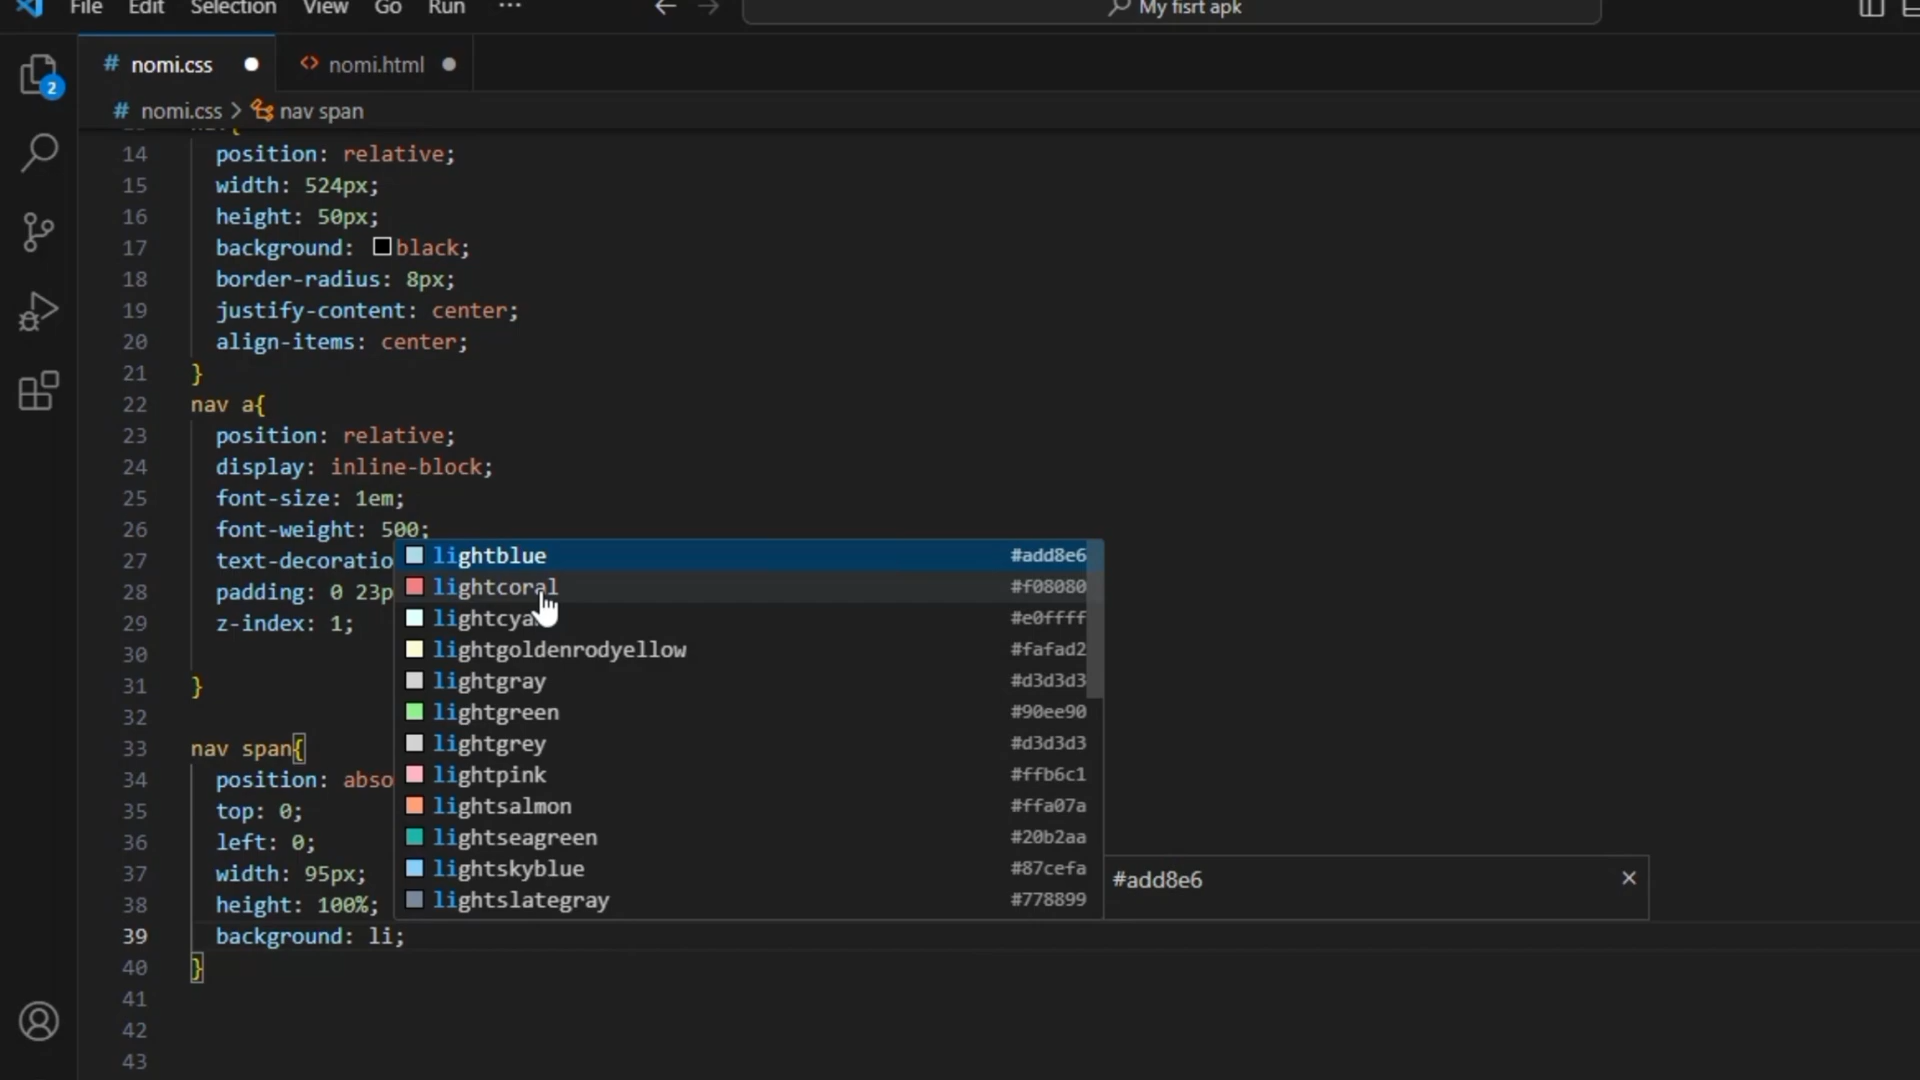 File Edit Selection View Go Run ··· ← → My fisrt apk
# nomi.css ● <> nomi.html ●
2
# nomi.css > nav span
14 position: relative;
15 width: 524px;
16 height: 50px;
17 background: black;
18 border-radius: 8px;
19 justify-content: center;
20 align-items: center;
21 }
22 nav a{
23 position: relative;
24 display: inline-block;
25 font-size: 1em;
26 font-weight: 500;
27 text-decoratio
28 padding: 0 23p
29 z-index: 1;
30
31 }
32
33 nav span{
34 position: abso
35 top: 0;
36 left: 0;
37 width: 95px;
38 height: 100%;
39 background: li;
40 }
41
42
43
lightblue #add8e6
lightcoral #f08080
lightcya #e0ffff
lightgoldenrodyellow #fafad2
lightgray #d3d3d3
lightgreen #90ee90
lightgrey #d3d3d3
lightpink #ffb6c1
lightsalmon #ffa07a
lightseagreen #20b2aa
lightskyblue #87cefa
lightslategray #778899
#add8e6 ×